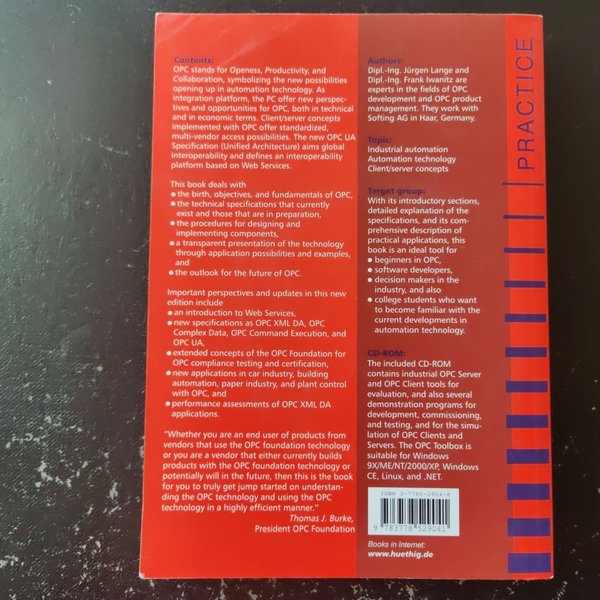 Contents:
OPC stands for Openess, Productivity, and
Collaboration, symbolizing the new possibilities
opening up in automation technology. As
integration platform, the PC offer new perspec-
tives and opportunities for OPC, both in technical
and in economic terms. Client/server concepts
implemented with OPC offer standardized,
multi-vendor access possibilities. The new OPC UA
Specification (Unified Architecture) aims global
interoperability and defines an interoperability
platform based on Web Services.
This book deals with
• the birth, objectives, and fundamentals of OPC,
• the technical specifications that currently
exist and those that are in preparation,
• the procedures for designing and
implementing components,
• a transparent presentation of the technology
through application possibilities and examples,
and
• the outlook for the future of OPC.
Important perspectives and updates in this new
edition include
• an introduction to Web Services,
• new specifications as OPC XML DA, OPC
Complex Data, OPC Command Execution, and
OPC UA,
• extended concepts of the OPC Foundation for
OPC compliance testing and certification,
• new applications in car industry, building
automation, paper industry, and plant control
with OPC, and
• performance assessments of OPC XML-DA
applications.
"Whether you are an end user of products from
vendors that use the OPC foundation technology
or you are a vendor that either currently builds
products with the OPC foundation technology or
potentially will in the future, then this is the book
for you to truly get jump started on understan-
ding the OPC technology and using the OPC
technology in a highly efficient manner."
Thomas J. Burke,
President OPC Foundation
Authors:
Dipl.-Ing. Jürgen Lange and
Dipl.-Ing. Frank Iwanitz are
experts in the fields of OPC
development and OPC product
management. They work with
Softing AG in Haar, Germany.
Topic:
Industrial automation
Automation technology
Client/server concepts
Target group:
With its introductory sections,
detailed explanation of the
specifications, and its com-
prehensive description of
practical applications, this
book is an ideal tool for
• beginners in OPC,
• software developers,
• decision makers in the
industry, and also
• college students who want
to become familiar with the
current developments in
automation technology.
CD-ROM:
The included CD-ROM
contains industrial OPC Server
and OPC Client tools for
evaluation, and also several
demonstration programs for
development, commissioning,
and testing, and for the simu-
lation of OPC Clients and
Servers. The OPC Toolbox is
suitable for Windows
9X/ME/NT/2000/XP, Windows
CE, Linux, and .NET.
ISBN 3-7785-2904-8
9 783778 529041
Books in Internet:
www.huethig.de
PRACTICE